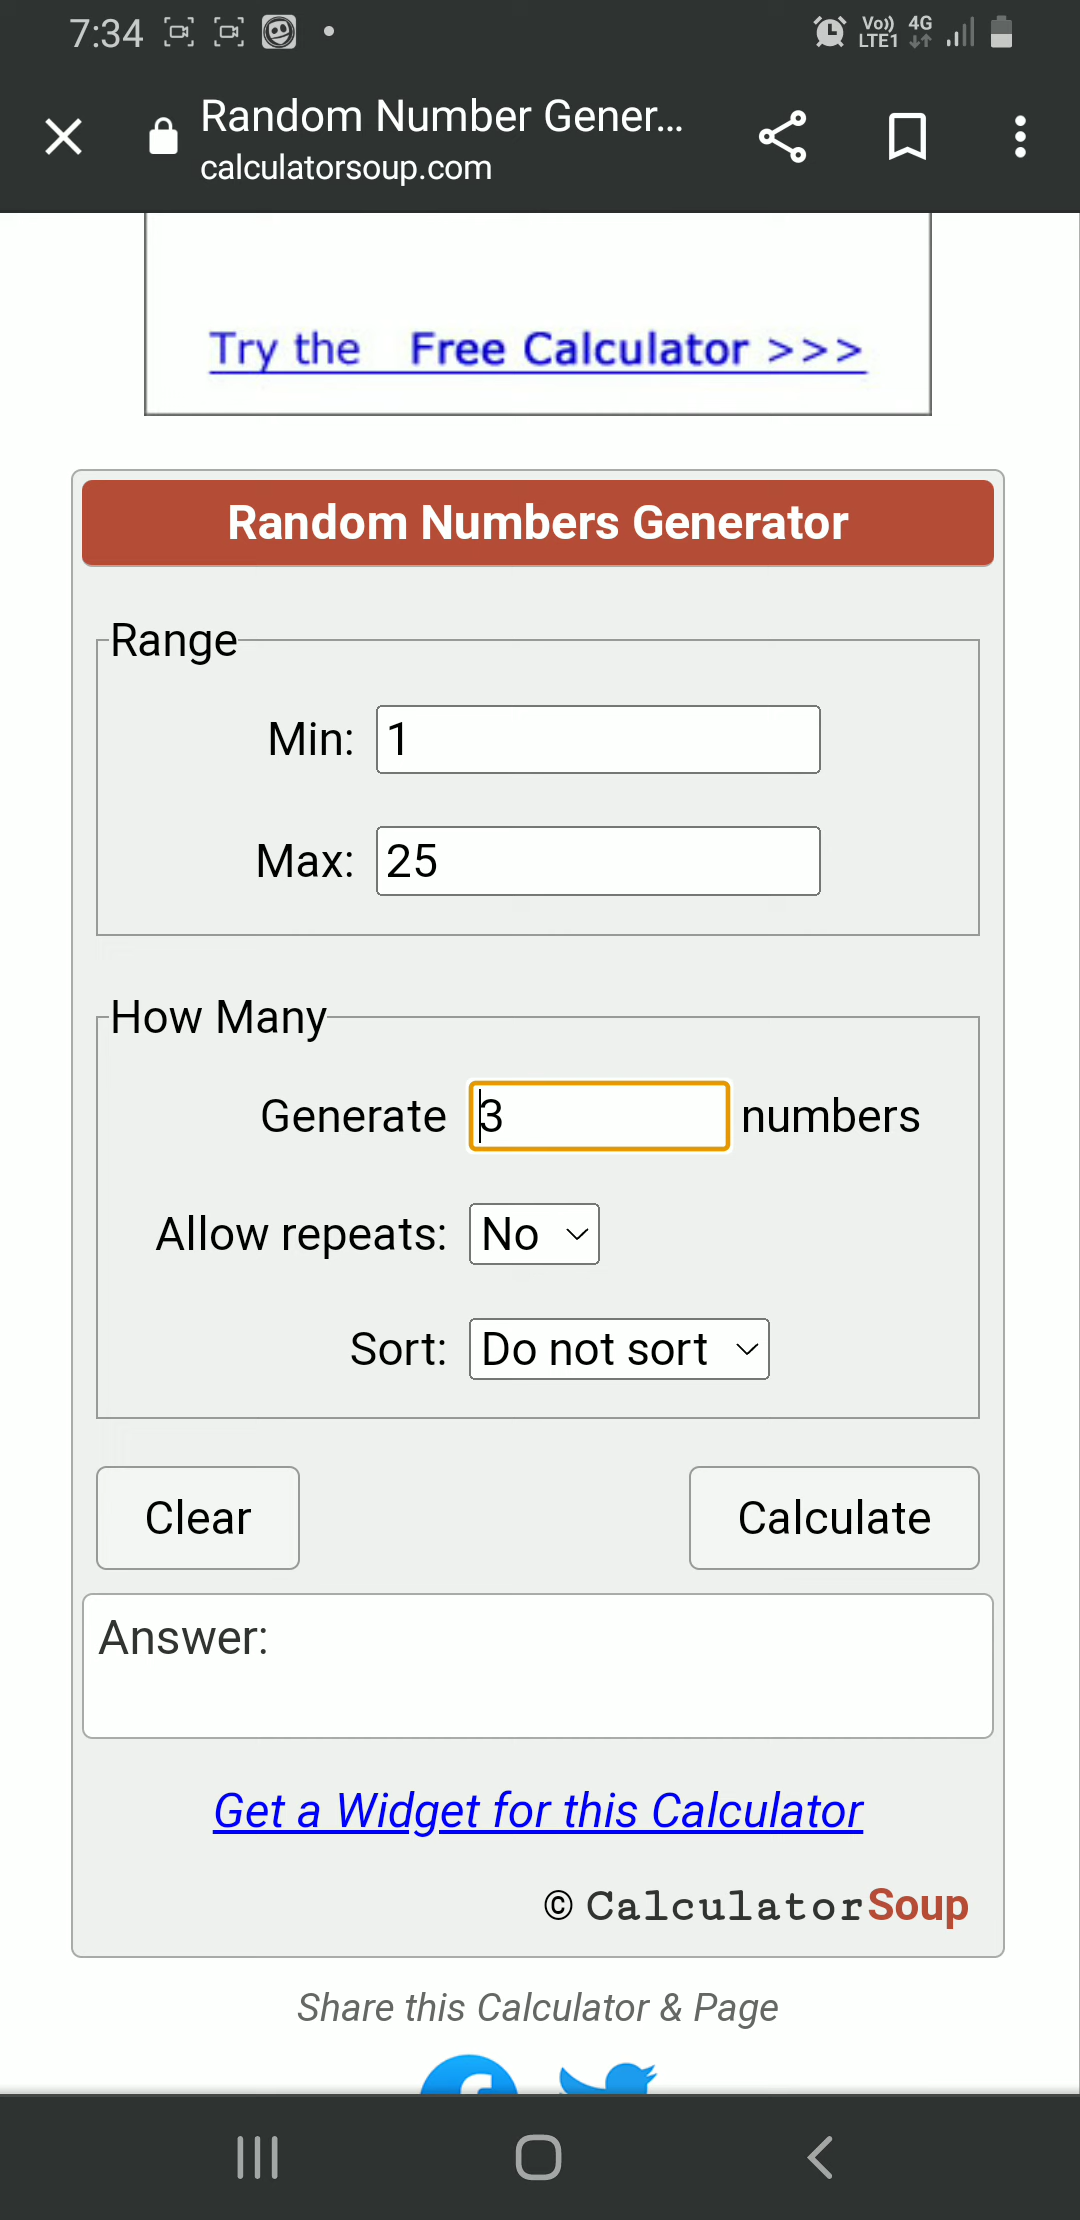 7:34
Vo)) 4G
LTE1
Random Number Gener...
calculatorsoup.com
Try the Free Calculator >>>
Random Numbers Generator
Range
Min: 1
Max: 25
How Many
Generate 3 numbers
Allow repeats: No
Sort: Do not sort
Clear Calculate
Answer:
Get a Widget for this Calculator
© CalculatorSoup
Share this Calculator & Page